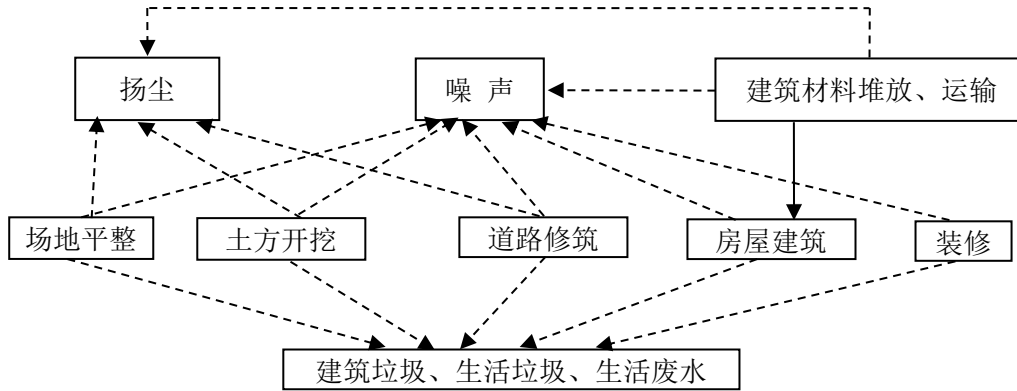 扬尘
噪 声
建筑材料堆放、运输
场地平整
土方开挖
道路修筑
房屋建筑
装修
建筑垃圾、生活垃圾、生活废水